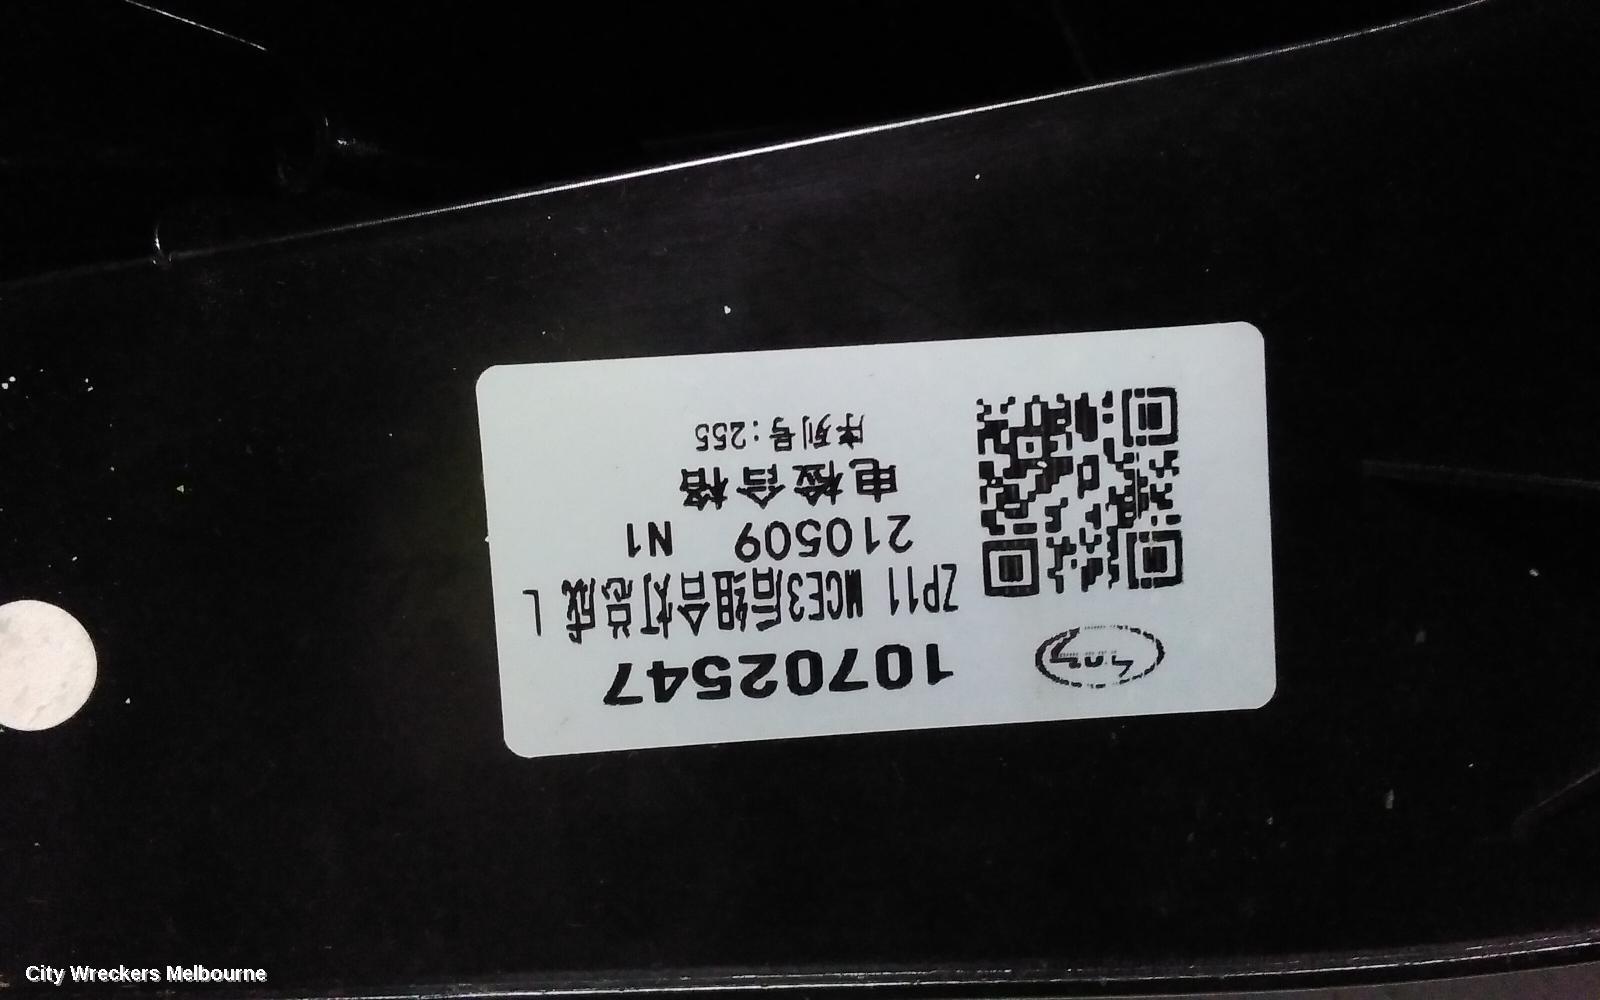 10702547
ZP11 MCE3后组合灯总成 L
210509 N1
电检合格
序列号:255
City Wreckers Melbourne